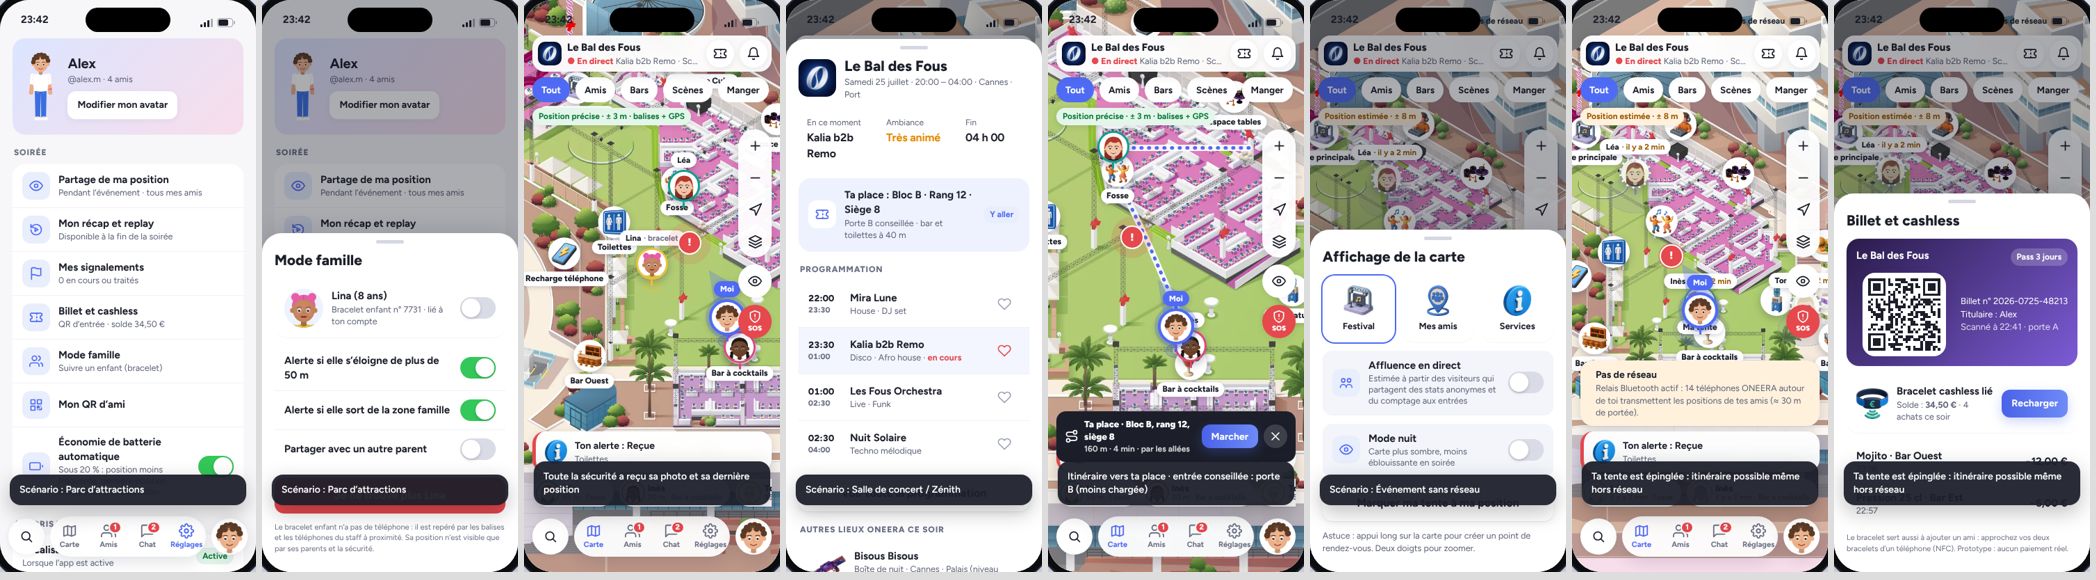 23:42
Alex
@alex.m · 4 amis
Modifier mon avatar
SOIRÉE
Partage de ma position
Pendant l'événement · tous mes amis
Mon récap et replay
Disponible à la fin de la soirée
Mes signalements
0 en cours ou traités
Billet et cashless
QR d'entrée · solde 34,50 €
Mode famille
Suivre un enfant (bracelet)
Mon QR d'ami
Économie de batterie
automatique
Sous 20 % : position moins
Scénario : Parc d'attractions
Carte
Amis
1
Chat
2
Réglages
Active
Lorsque l'app est active
23:42
Alex
@alex.m · 4 amis
Modifier mon avatar
SOIRÉE
Partage de ma position
Pendant l'événement · tous mes amis
Mon récap et replay
Mode famille
Lina (8 ans)
Bracelet enfant n° 7731 · lié à
ton compte
Alerte si elle s'éloigne de plus de
50 m
Alerte si elle sort de la zone famille
Partager avec un autre parent
Scénario : Parc d'attractions
Le bracelet enfant n'a pas de téléphone : il est repéré par les balises
et les téléphones du staff à proximité. Sa position n'est visible que
par ses parents et la sécurité.
23:42
Le Bal des Fous
En direct Kalia b2b Remo · Sc...
Tout
Amis
Bars
Scènes
Manger
Position précise · ± 3 m · balises + GPS
Léa
Fosse
Toilettes
Lina · bracelet
Recharge téléphone
Moi
SOS
Bar Ouest
Bar à cocktails
Ton alerte : Reçue
Toilettes
Toute la sécurité a reçu sa photo et sa dernière
position
Carte
Amis
1
Chat
2
Réglages
23:42
Le Bal des Fous
Samedi 25 juillet · 20:00 – 04:00 · Cannes ·
Port
En ce moment
Kalia b2b
Remo
Ambiance
Très animé
Fin
04 h 00
Ta place : Bloc B · Rang 12 ·
Siège 8
Porte B conseillée · bar et
toilettes à 40 m
Y aller
PROGRAMMATION
22:00
23:30
Mira Lune
House · DJ set
23:30
01:00
Kalia b2b Remo
Disco · Afro house · en cours
01:00
02:30
Les Fous Orchestra
Live · Funk
02:30
04:00
Nuit Solaire
Techno mélodique
Scénario : Salle de concert / Zénith
AUTRES LIEUX ONEERA CE SOIR
Bisous Bisous
Boîte de nuit · Cannes · Palais (niveau
23:42
Le Bal des Fous
En direct Kalia b2b Remo · Sc...
Tout
Amis
Bars
Scènes
Manger
Position précise · ± 3 m · balises + GPS
space tables
Fosse
Moi
SOS
Bar à cocktails
Ta place · Bloc B, rang 12,
siège 8
160 m · 4 min · par les allées
Marcher
Itinéraire vers ta place · entrée conseillée : porte
B (moins chargée)
Carte
Amis
1
Chat
2
Réglages
23:42
s de réseau
Le Bal des Fous
En direct Kalia b2b Remo · Sc...
Tout
Amis
Bars
Scènes
Manger
Position estimée · ± 8 m
Léa · il y a 2 min
e principale
Affichage de la carte
Festival
Mes amis
Services
Affluence en direct
Estimée à partir des visiteurs qui
partagent des stats anonymes et
du comptage aux entrées
Mode nuit
Carte plus sombre, moins
éblouissante en soirée
Scénario : Événement sans réseau
Marquer ma tente à ma position
Astuce : appui long sur la carte pour créer un point de
rendez-vous. Deux doigts pour zoomer.
23:42
s de réseau
Le Bal des Fous
En direct Kalia b2b Remo · Sc...
Tout
Amis
Bars
Scènes
Manger
Position estimée · ± 8 m
Léa · il y a 2 min
e principale
Moi
SOS
Bar à cocktails
Pas de réseau
Relais Bluetooth actif : 14 téléphones ONEERA autour
de toi transmettent les positions de tes amis (≈ 30 m
de portée).
Ton alerte : Reçue
Ta tente est épinglée : itinéraire possible même
hors réseau
Carte
Amis
1
Chat
2
Réglages
23:42
s de réseau
Le Bal des Fous
En direct Kalia b2b Remo · Sc...
Tout
Amis
Bars
Scènes
Manger
Position estimée · ± 8 m
Léa · il y a 2 min
e principale
Billet et cashless
Le Bal des Fous
Pass 3 jours
Billet n° 2026-0725-48213
Titulaire : Alex
Scanné à 22:41 · porte A
Bracelet cashless lié
Solde : 34,50 € · 4
achats ce soir
Recharger
Mojito · Bar Ouest
Ta tente est épinglée : itinéraire possible même
hors réseau
22:57
Le bracelet sert aussi à ajouter un ami : approchez vos deux
bracelets d'un téléphone (NFC). Prototype : aucun paiement réel.